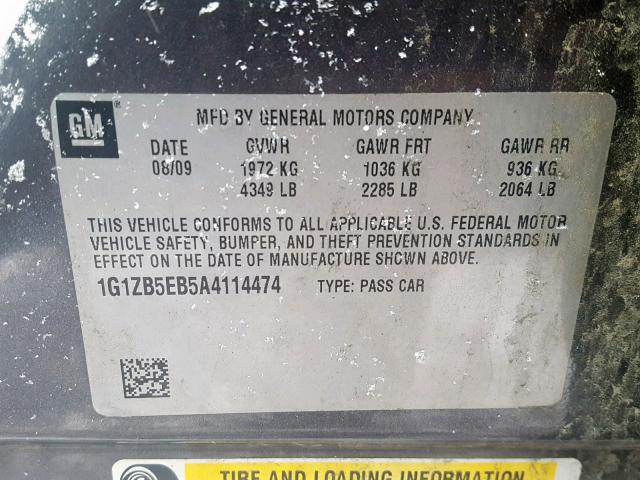 GM
MFD BY GENERAL MOTORS COMPANY
DATE GVWR GAWR FRT GAWR RR
08/09 1972 KG 1036 KG 936 KG
4349 LB 2285 LB 2064 LB
THIS VEHICLE CONFORMS TO ALL APPLICABLE U.S. FEDERAL MOTOR
VEHICLE SAFETY, BUMPER, AND THEFT PREVENTION STANDARDS IN
EFFECT ON THE DATE OF MANUFACTURE SHOWN ABOVE.
1G1ZB5EB5A4114474 TYPE: PASS CAR
TIRE AND LOADING INFORMATION